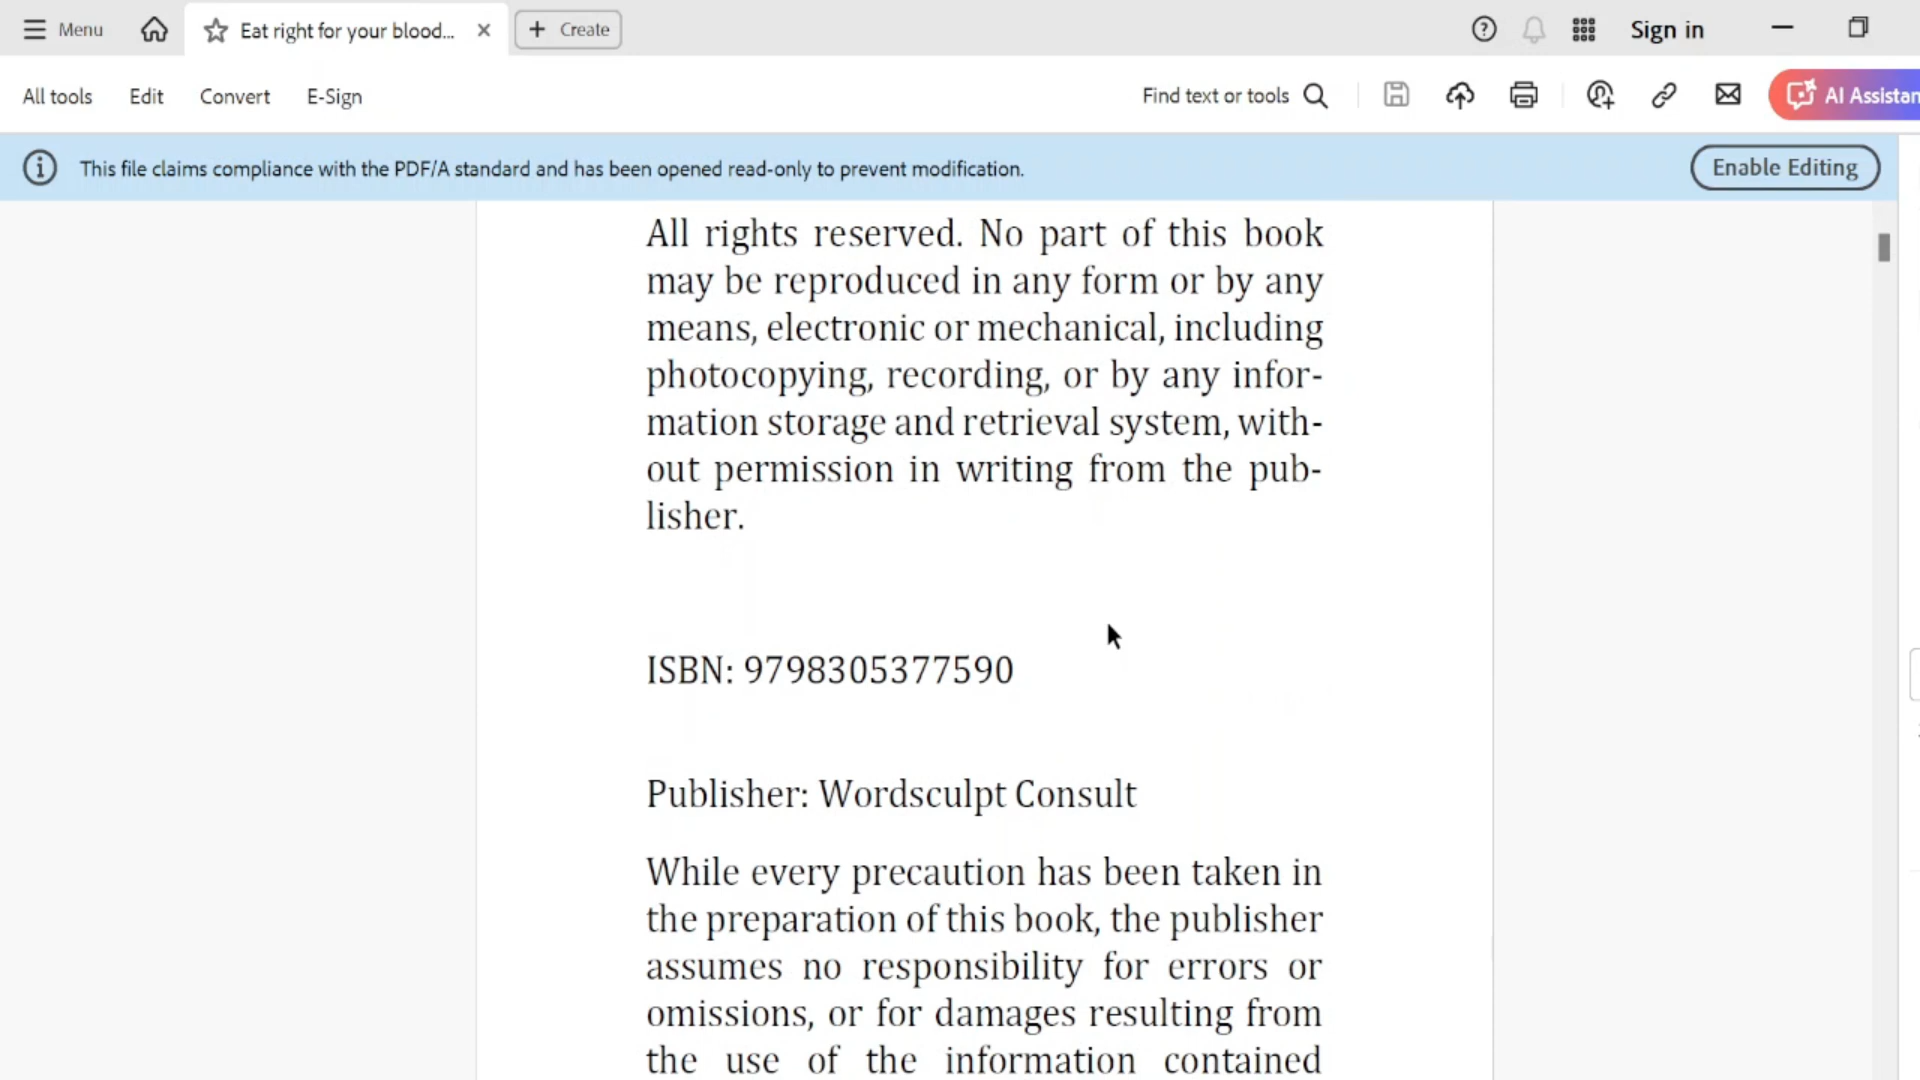 Menu
Eat right for your blood...
Create
Sign in
All tools
Edit
Convert
E-Sign
Find text or tools
AI Assistan
This file claims compliance with the PDF/A standard and has been opened read-only to prevent modification.
Enable Editing
All rights reserved. No part of this book
may be reproduced in any form or by any
means, electronic or mechanical, including
photocopying, recording, or by any infor-
mation storage and retrieval system, with-
out permission in writing from the pub-
lisher.
ISBN: 9798305377590
Publisher: Wordsculpt Consult
While every precaution has been taken in
the preparation of this book, the publisher
assumes no responsibility for errors or
omissions, or for damages resulting from
the use of the information contained